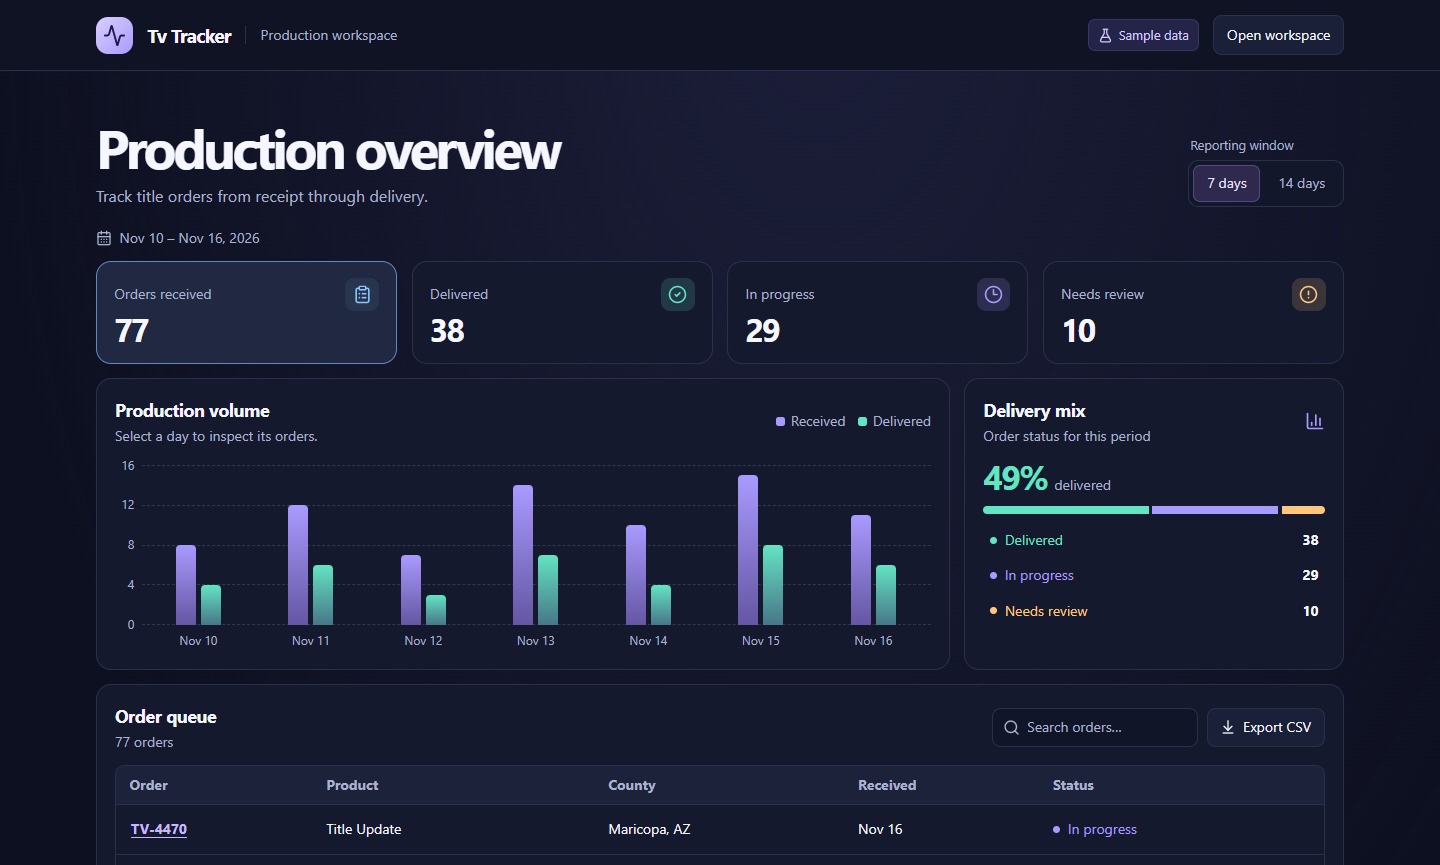 Tv Tracker
Production workspace
Sample data
Open workspace
Production overview
Track title orders from receipt through delivery.
Reporting window
7 days
14 days
Nov 10 – Nov 16, 2026
Orders received
77
Delivered
38
In progress
29
Needs review
10
Production volume
Select a day to inspect its orders.
Received
Delivered
16
12
8
4
0
Nov 10
Nov 11
Nov 12
Nov 13
Nov 14
Nov 15
Nov 16
Delivery mix
Order status for this period
49% delivered
Delivered 38
In progress 29
Needs review 10
Order queue
77 orders
Search orders...
Export CSV
Order Product County Received Status
TV-4470 Title Update Maricopa, AZ Nov 16 In progress